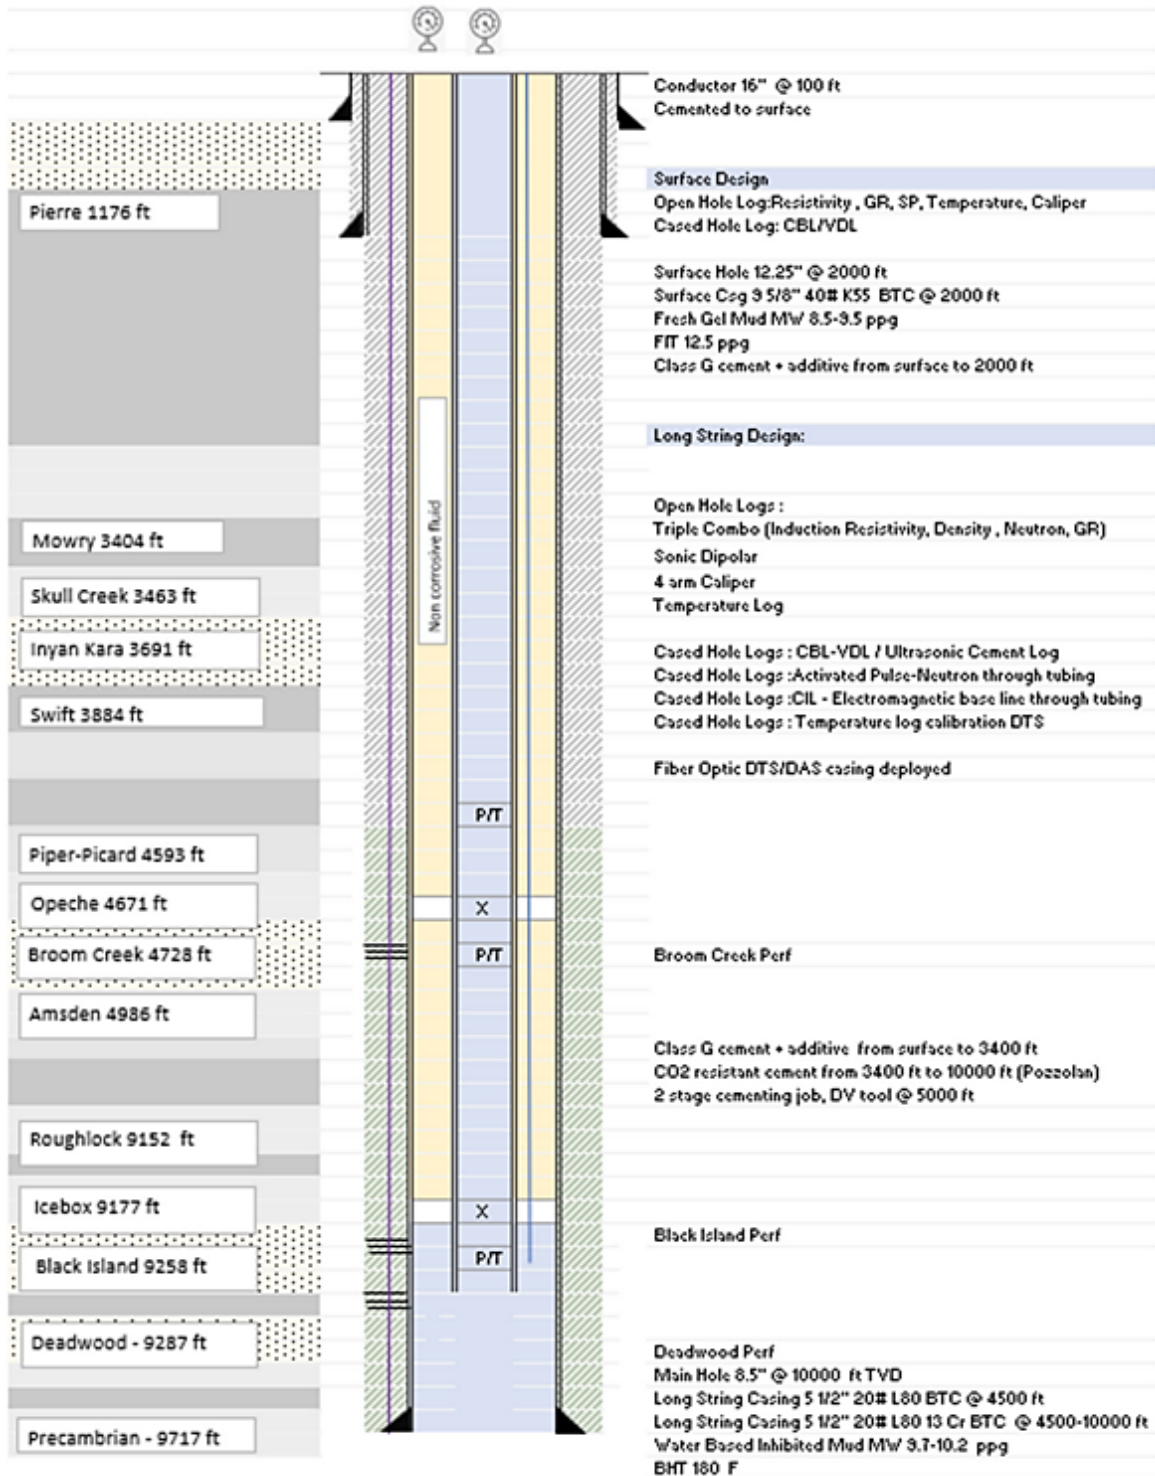 Conductor 16" @ 100 ft
Cemented to surface
Surface Design
Pierre 1176 ft
Open Hole Log:Resistivity , GR, SP, Temperature, Caliper
Cased Hole Log: CBL/VDL
Surface Hole 12.25" @ 2000 ft
Surface Csg 9 5/8" 40# K55 BTC @ 2000 ft
Fresh Gel Mud MW 8.5-9.5 ppg
FIT 12.5 ppg
Class G cement + additive from surface to 2000 ft
Long String Design:
Non corrosive fluid
Open Hole Logs :
Triple Combo (Induction Resistivity, Density , Neutron, GR)
Mowry 3404 ft
Sonic Dipolar
4 arm Caliper
Skull Creek 3463 ft
Temperature Log
Inyan Kara 3691 ft
Cased Hole Logs : CBL-VDL / Ultrasonic Cement Log
Cased Hole Logs :Activated Pulse-Neutron through tubing
Cased Hole Logs :CIL - Electromagnetic base line through tubing
Swift 3884 ft
Cased Hole Logs : Temperature log calibration DTS
Fiber Optic DTS/DAS casing deployed
P/T
Piper-Picard 4593 ft
Opeche 4671 ft
X
Broom Creek 4728 ft
P/T
Broom Creek Perf
Amsden 4986 ft
Class G cement + additive from surface to 3400 ft
CO2 resistant cement from 3400 ft to 10000 ft (Pozzolan)
2 stage cementing job, DV tool @ 5000 ft
Roughlock 9152 ft
Icebox 9177 ft
X
Black Island Perf
Black Island 9258 ft
P/T
Deadwood - 9287 ft
Deadwood Perf
Main Hole 8.5" @ 10000 ft TVD
Long String Casing 5 1/2" 20# L80 BTC @ 4500 ft
Long String Casing 5 1/2" 20# L80 13 Cr BTC @ 4500-10000 ft
Precambrian - 9717 ft
Water Based Inhibited Mud MW 9.7-10.2 ppg
BHT 180 F